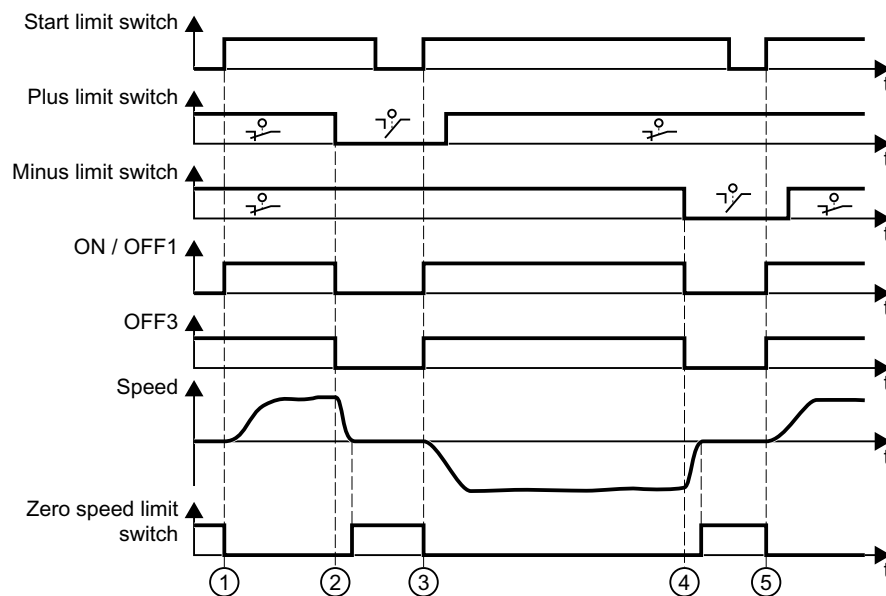 Start limit switch
t
Plus limit switch
t
Minus limit switch
t
ON / OFF1
t
OFF3
t
Speed
t
Zero speed limit
switch
t
1 2 3 4 5